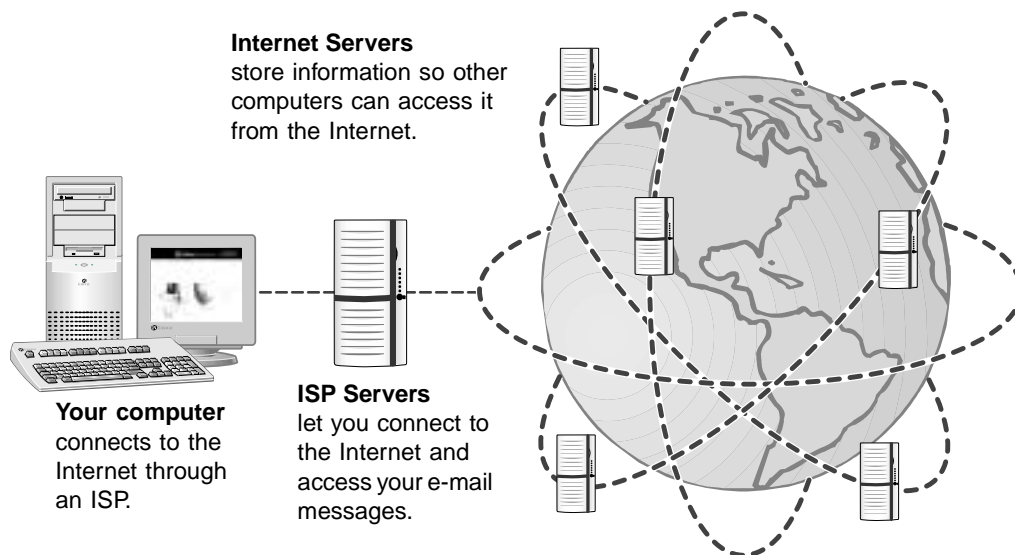 Internet Servers
store information so other
computers can access it
from the Internet.
Your computer
connects to the
Internet through
an ISP.
ISP Servers
let you connect to
the Internet and
access your e-mail
messages.